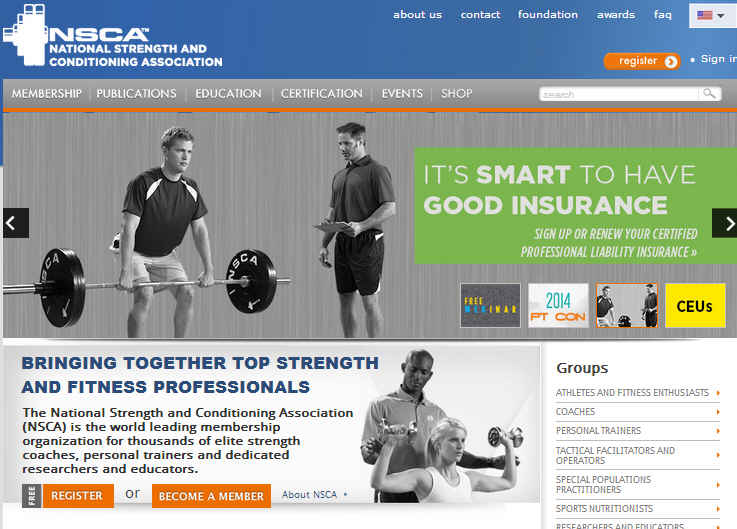 about us contact foundation awards faq
NSCA™
NATIONAL STRENGTH AND
CONDITIONING ASSOCIATION
register • Sign in
MEMBERSHIP PUBLICATIONS EDUCATION CERTIFICATION EVENTS SHOP
search
IT'S SMART TO HAVE
GOOD INSURANCE
SIGN UP OR RENEW YOUR CERTIFIED
PROFESSIONAL LIABILITY INSURANCE »
NSCA
NSCA
FREE
WEBINAR
2014
PT CON
CEUs
BRINGING TOGETHER TOP STRENGTH
AND FITNESS PROFESSIONALS
The National Strength and Conditioning Association
(NSCA) is the world leading membership
organization for thousands of elite strength
coaches, personal trainers and dedicated
researchers and educators.
FREE REGISTER or BECOME A MEMBER About NSCA
Groups
ATHLETES AND FITNESS ENTHUSIASTS
COACHES
PERSONAL TRAINERS
TACTICAL FACILITATORS AND
OPERATORS
SPECIAL POPULATIONS
PRACTITIONERS
SPORTS NUTRITIONISTS
RESEARCHERS AND EDUCATORS